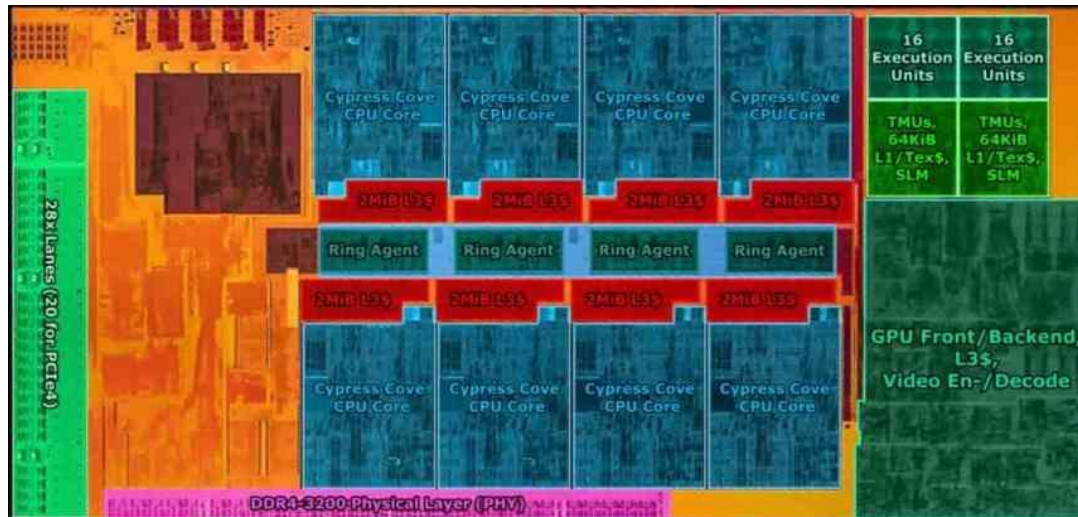 Cypress Cove
CPU Core
Cypress Cove
CPU Core
Cypress Cove
CPU Core
Cypress Cove
CPU Core
16
Execution
Units
16
Execution
Units
TMUs,
64KiB
L1/Tex$,
SLM
TMUs,
64KiB
L1/Tex$,
SLM
2MiB L3$
2MiB L3$
2MiB L3$
2MiB L3$
28x Lanes (20 for PCIe4)
Ring Agent
Ring Agent
Ring Agent
Ring Agent
2MiB L3$
2MiB L3$
2MiB L3$
2MiB L3$
GPU Front/Backend,
L3$,
Video En-/Decode
Cypress Cove
CPU Core
Cypress Cove
CPU Core
Cypress Cove
CPU Core
Cypress Cove
CPU Core
DDR4-3200 Physical Layer (PHY)